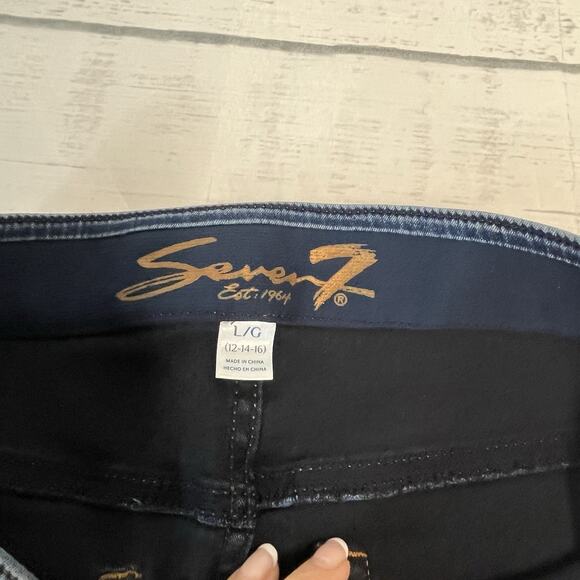 Seven7®
Est. 1964
L/G
(12-14-16)
MADE IN CHINA
HECHO EN CHINA